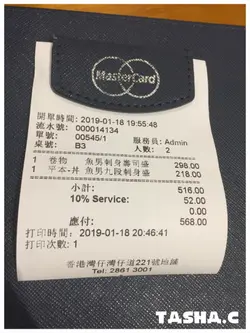 MasterCard
開單時間: 2019-01-18 19:55:48
流水號: 000014134
單號: 00545/1 服務員: Admin
桌號: B3 人數: 2
1 卷物 魚男刺身壽司盛 298.00
1 平本-丼 魚男九段刺身盛 218.00
小計: 516.00
10% Service: 52.00
0.00
應付: 568.00
打印時間: 2019-01-18 20:46:41
打印次數: 1
香港灣仔灣仔道221號地舖
Tel: 2861 3001
TASHA.C